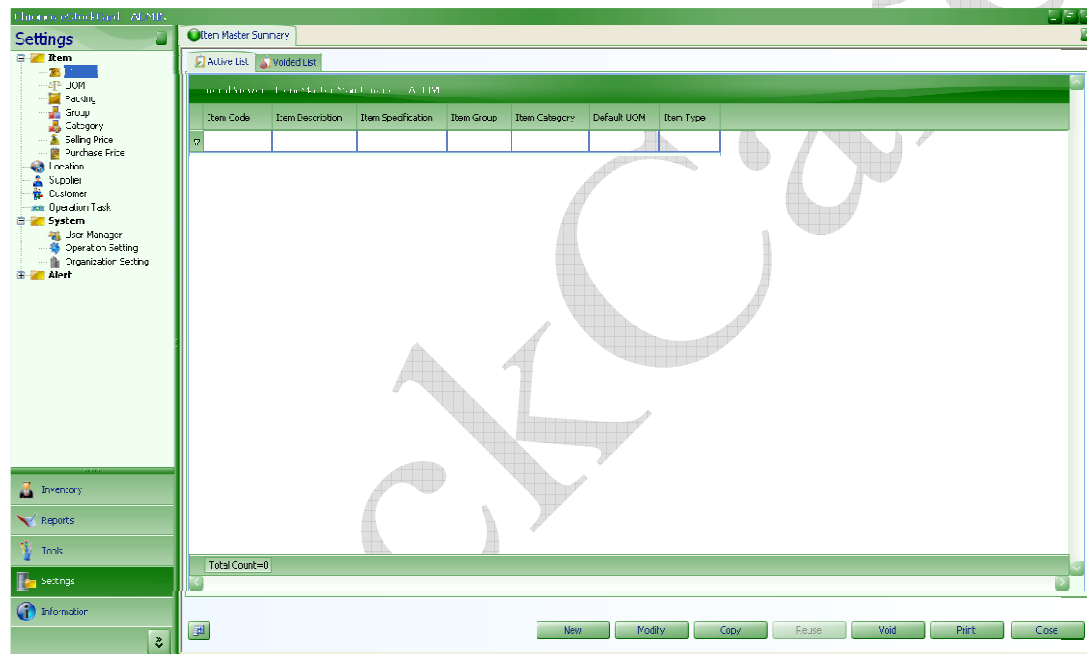 Settings
Item Master Summary
Item
Active List
Voided List
UOM
Packing
Group
Category
Selling Price
Purchase Price
Location
Supplier
Customer
Operation Task
System
User Manager
Operation Setting
Organization Setting
Alert
Item Code Item Description Item Specification Item Group Item Category Default UOM Item Type
ckCa
Inventory
Reports
Tools
Settings
Information
Total Count=0
New Modify Copy Reuse Void Print Close